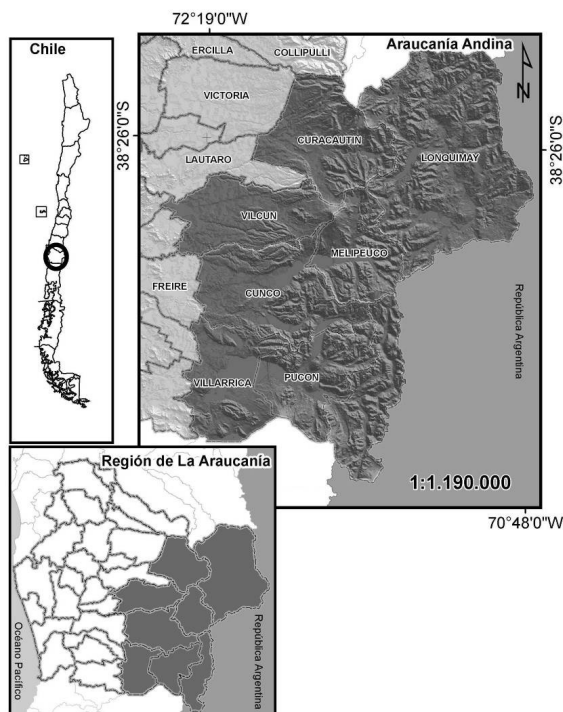 72°19'0"W
Chile
38°26'0"S
Araucanía Andina
ERCILLA
COLLIPULLI
VICTORIA
CURACAUTIN
LONQUIMAY
LAUTARO
VILCUN
MELIPEUCO
FREIRE
CUNCO
VILLARRICA
PUCON
República Argentina
38°26'0"S
1:1.190.000
70°48'0"W
Región de La Araucanía
Océano Pacífico
República Argentina